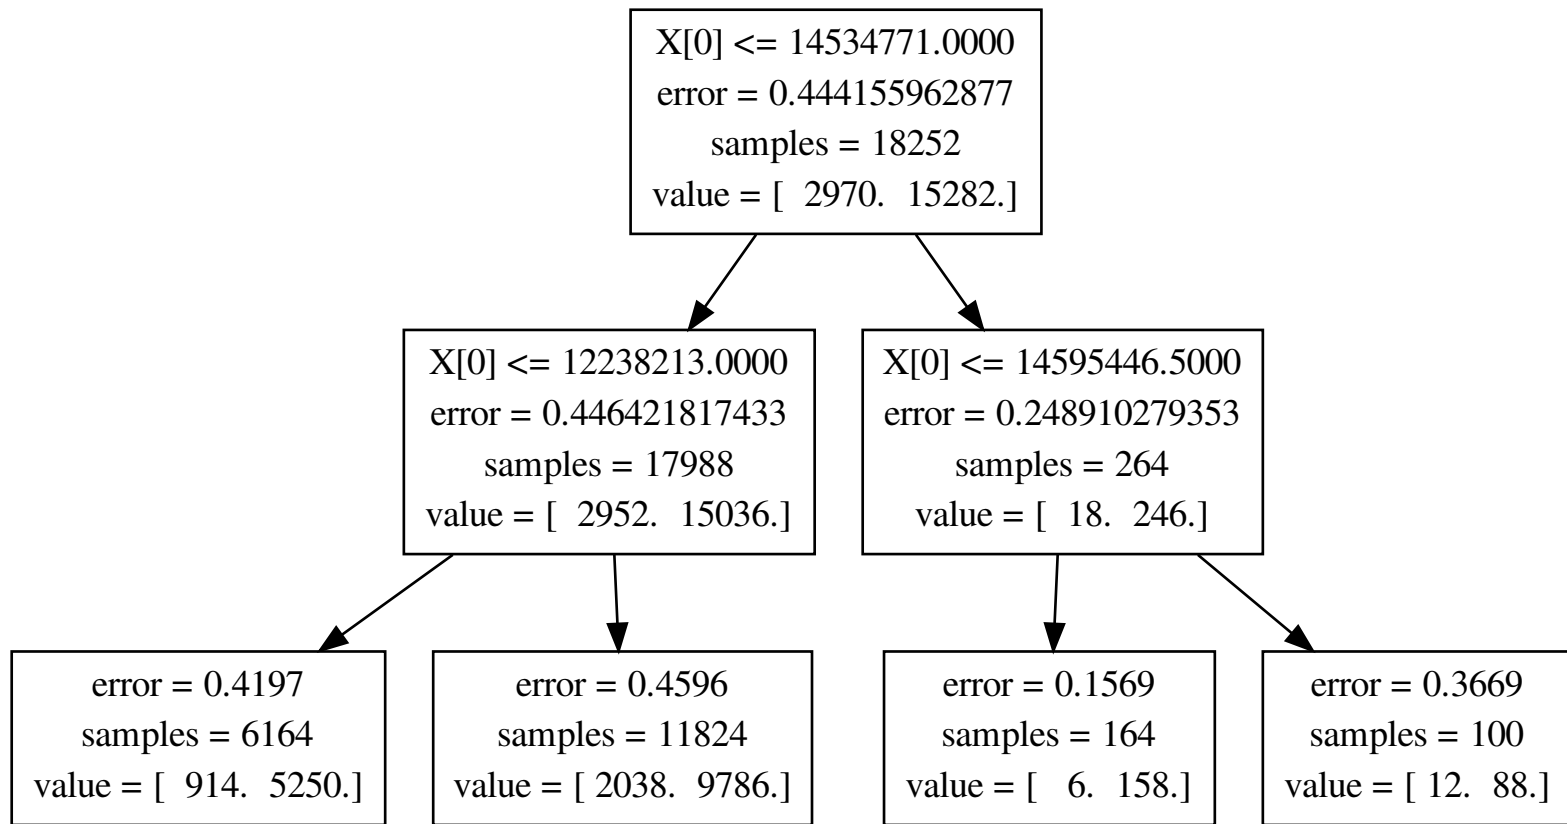 X[0] <= 14534771.0000
error = 0.444155962877
samples = 18252
value = [  2970.  15282.]
X[0] <= 12238213.0000
error = 0.446421817433
samples = 17988
value = [  2952.  15036.]
X[0] <= 14595446.5000
error = 0.248910279353
samples = 264
value = [  18.  246.]
error = 0.4197
samples = 6164
value = [  914.  5250.]
error = 0.4596
samples = 11824
value = [ 2038.  9786.]
error = 0.1569
samples = 164
value = [   6.  158.]
error = 0.3669
samples = 100
value = [ 12.  88.]